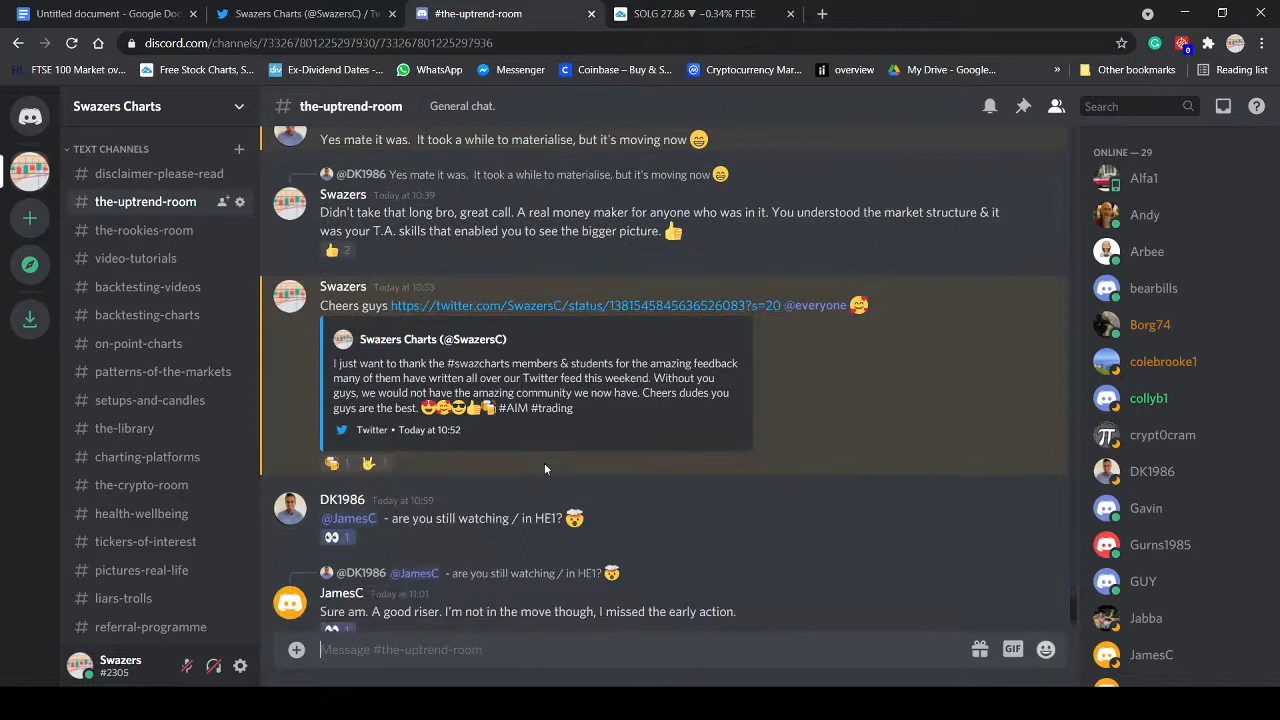 Untitled document - Google Doc
Swazers Charts (@SwazersC) / Tw
#the-uptrend-room
SOLG 27.86 ▼ −0.34% FTSE
discord.com/channels/733267801225297930/733267801225297936
FTSE 100 Market ov...
Free Stock Charts, S...
Ex-Dividend Dates -...
WhatsApp
Messenger
Coinbase – Buy & S...
Cryptocurrency Mar...
overview
My Drive - Google...
»
Other bookmarks
Reading list
Swazers Charts
# the-uptrend-room
General chat.
Search
TEXT CHANNELS
# disclaimer-please-read
# the-uptrend-room
# the-rookies-room
# video-tutorials
# backtesting-videos
# backtesting-charts
# on-point-charts
# patterns-of-the-markets
# setups-and-candles
# the-library
# charting-platforms
# the-crypto-room
# health-wellbeing
# tickers-of-interest
# pictures-real-life
# liars-trolls
# referral-programme
Swazers
#2305
Yes mate it was. It took a while to materialise, but it's moving now 😄
@DK1986 Yes mate it was. It took a while to materialise, but it's moving now 😄
Swazers Today at 10:39
Didn't take that long bro, great call. A real money maker for anyone who was in it. You understood the market structure & it
was your T.A. skills that enabled you to see the bigger picture. 👍
👍 2
Swazers Today at 10:53
Cheers guys https://twitter.com/SwazersC/status/1381545845636526083?s=20 @everyone 🥰
Swazers Charts (@SwazersC)
I just want to thank the #swazcharts members & students for the amazing feedback
many of them have written all over our Twitter feed this weekend. Without you
guys, we would not have the amazing community we now have. Cheers dudes you
guys are the best. 😍🥰😎👍🍻 #AIM #trading
Twitter • Today at 10:52
🍻 1 🤟 1
DK1986 Today at 10:59
@JamesC - are you still watching / in HE1? 🤯
👀 1
@DK1986 @JamesC - are you still watching / in HE1? 🤯
JamesC Today at 11:01
Sure am. A good riser. I'm not in the move though, I missed the early action.
👀 1
Message #the-uptrend-room
GIF
ONLINE — 29
Alfa1
Andy
Arbee
bearbills
Borg74
colebrooke1
collyb1
crypt0cram
DK1986
Gavin
Gurns1985
GUY
Jabba
JamesC